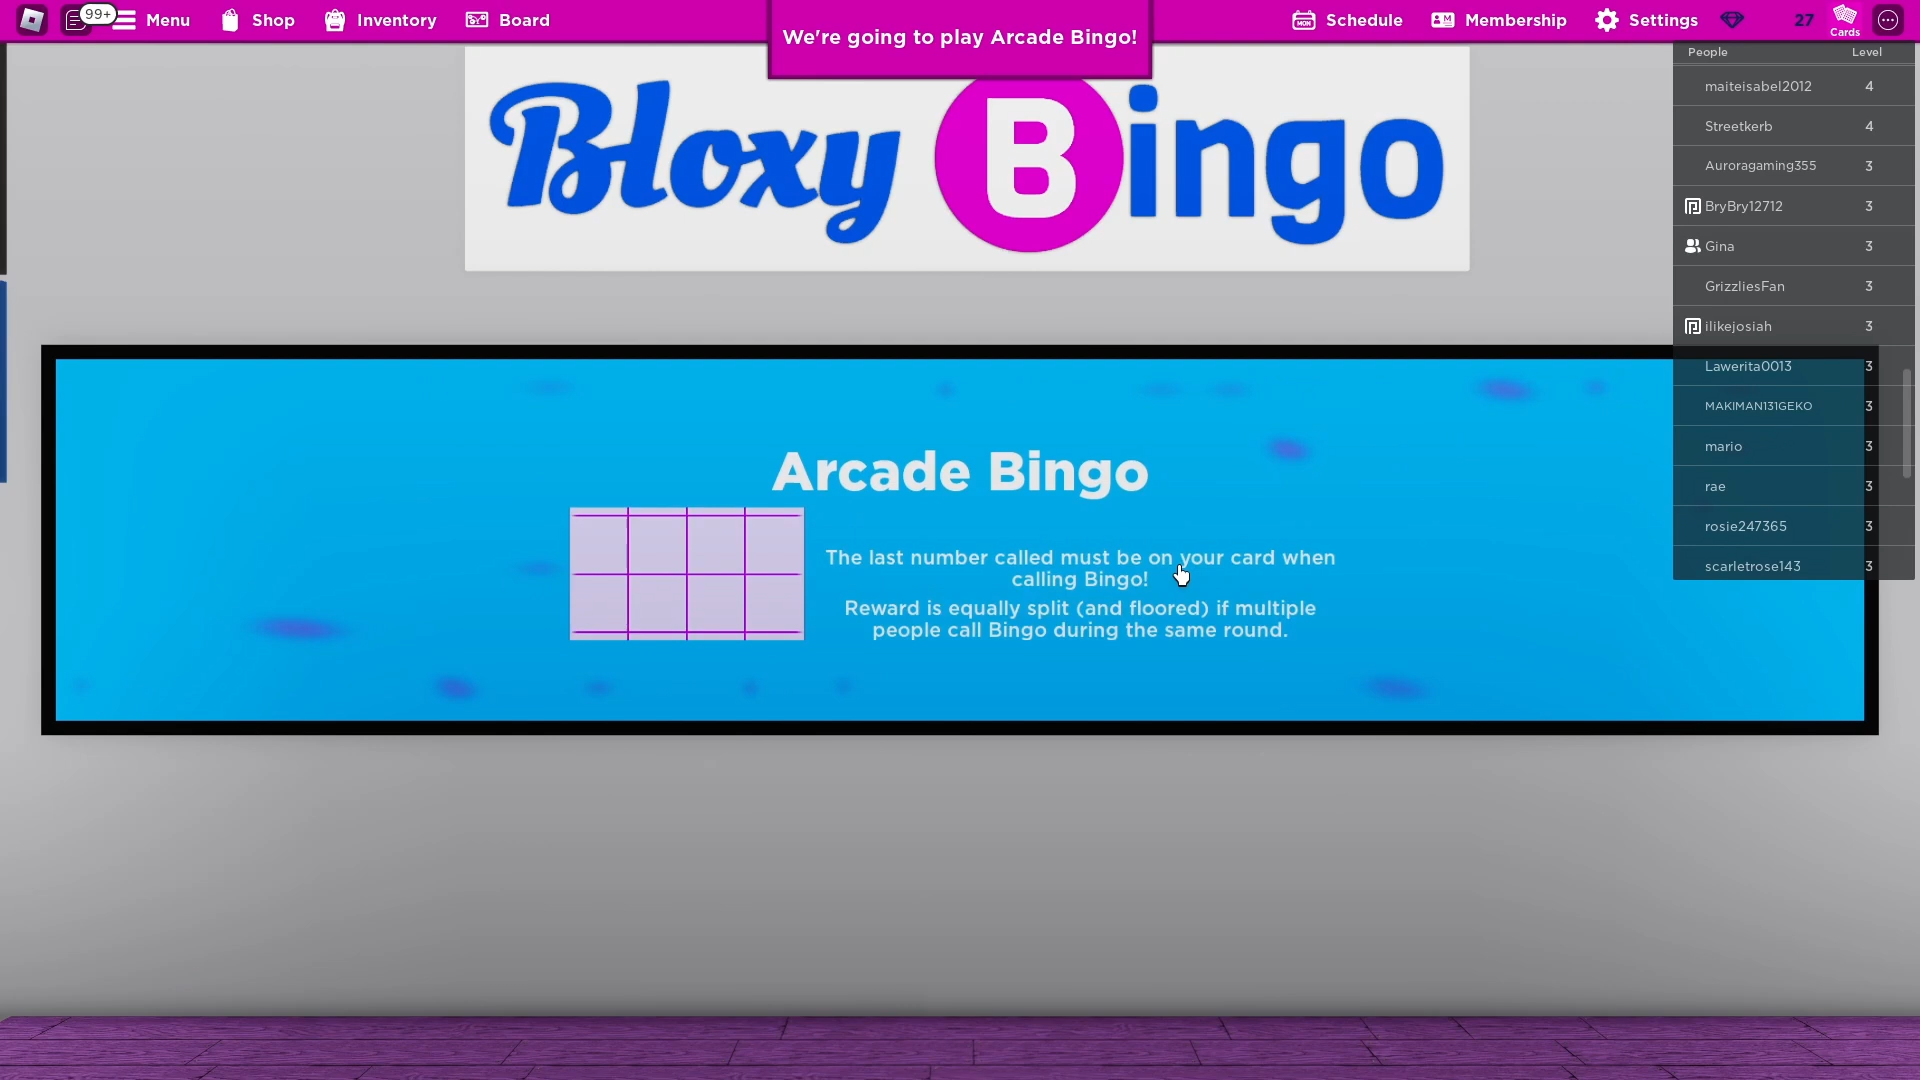 99+
Menu
Shop
Inventory
Board
We're going to play Arcade Bingo!
Schedule
Membership
Settings
27
Cards
Bloxy Bingo
People Level
maiteisabel2012 4
Streetkerb 4
Auroragaming355 3
BryBry12712 3
Gina 3
GrizzliesFan 3
ilikejosiah 3
Lawerita0013 3
MAKIMAN131GEKO 3
mario 3
rae 3
rosie247365 3
scarletrose143 3
Arcade Bingo
The last number called must be on your card when
calling Bingo!
Reward is equally split (and floored) if multiple
people call Bingo during the same round.